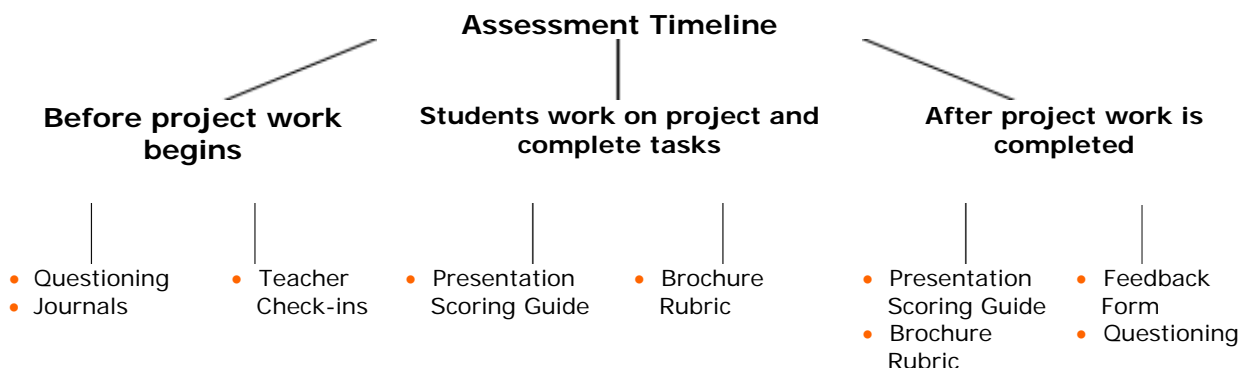 Assessment Timeline
Before project work
begins
Students work on project and
complete tasks
After project work is
completed
• Questioning
• Journals
• Teacher
Check-ins
• Presentation
Scoring Guide
• Brochure
Rubric
• Presentation
Scoring Guide
• Brochure
Rubric
• Feedback
Form
• Questioning